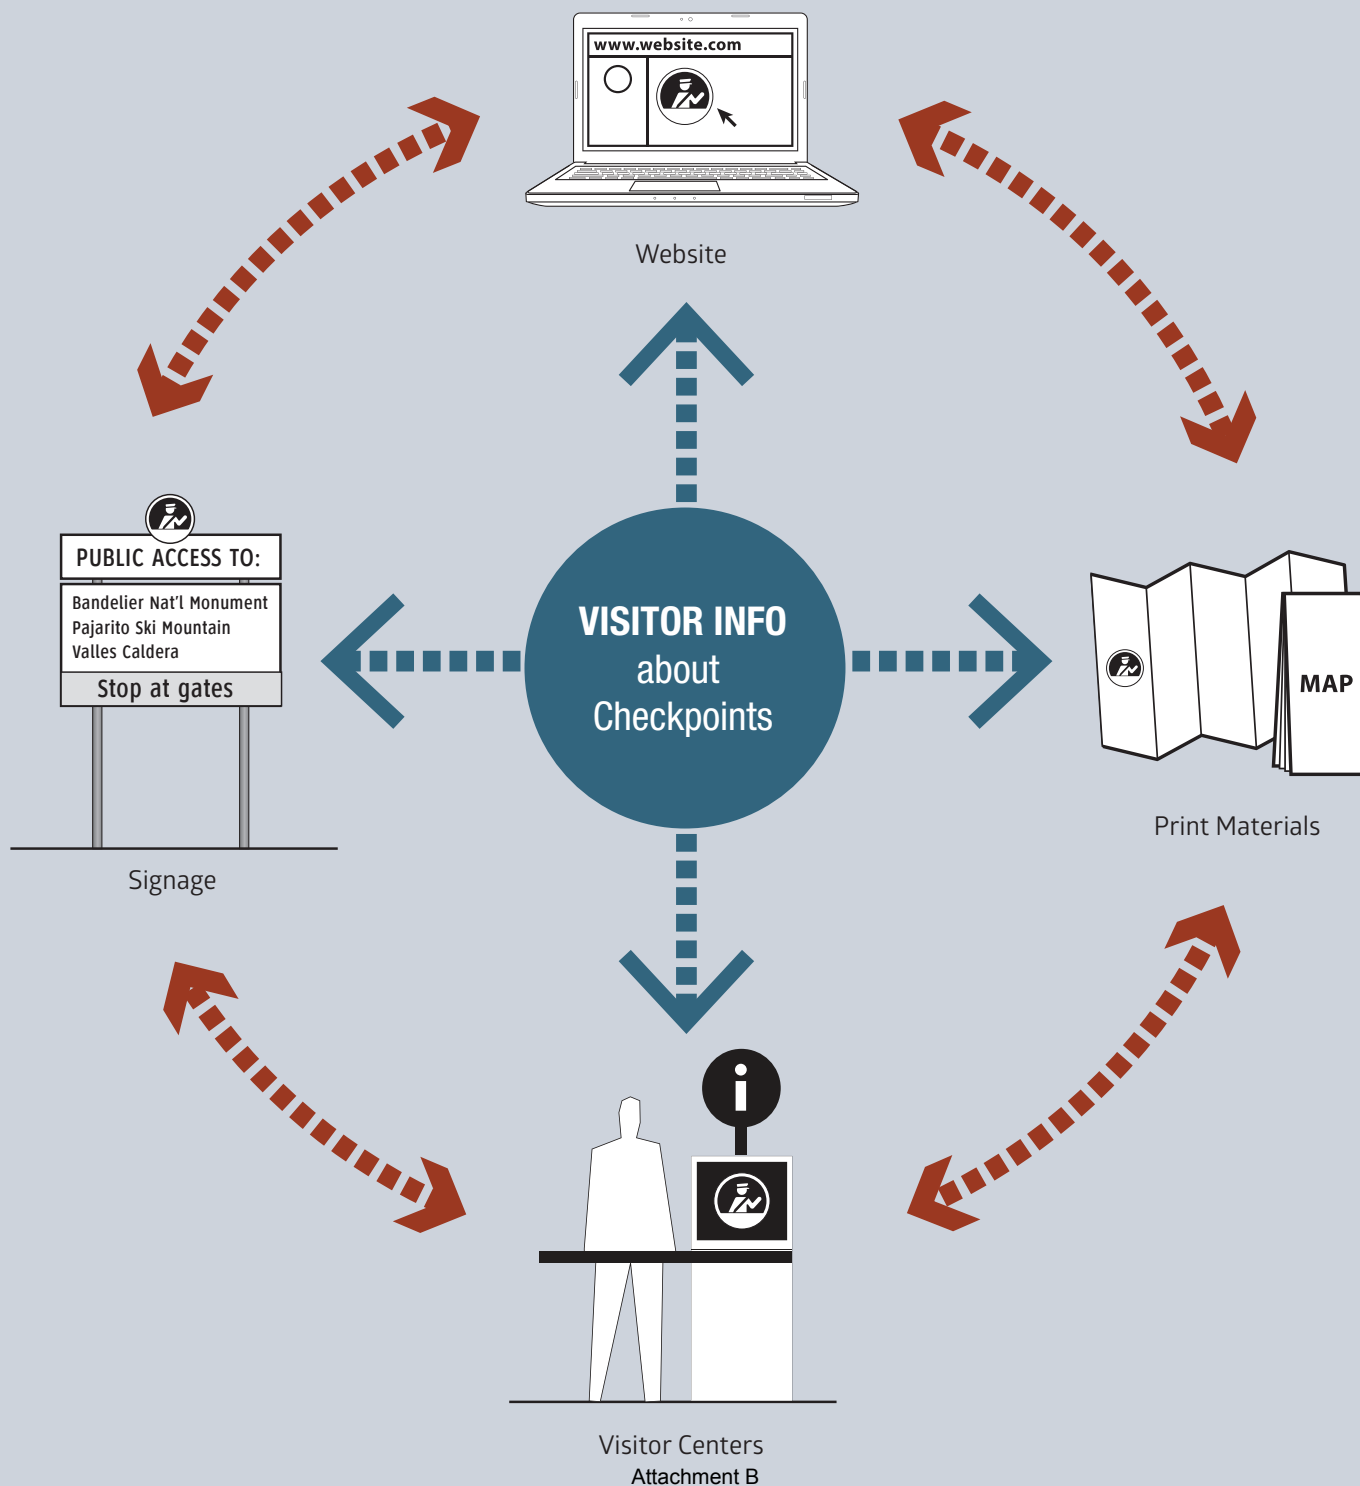 www.website.com
Website
PUBLIC ACCESS TO:
Bandelier Nat'l Monument
Pajarito Ski Mountain
Valles Caldera
Stop at gates
Signage
VISITOR INFO
about
Checkpoints
MAP
Print Materials
i
Visitor Centers
Attachment B